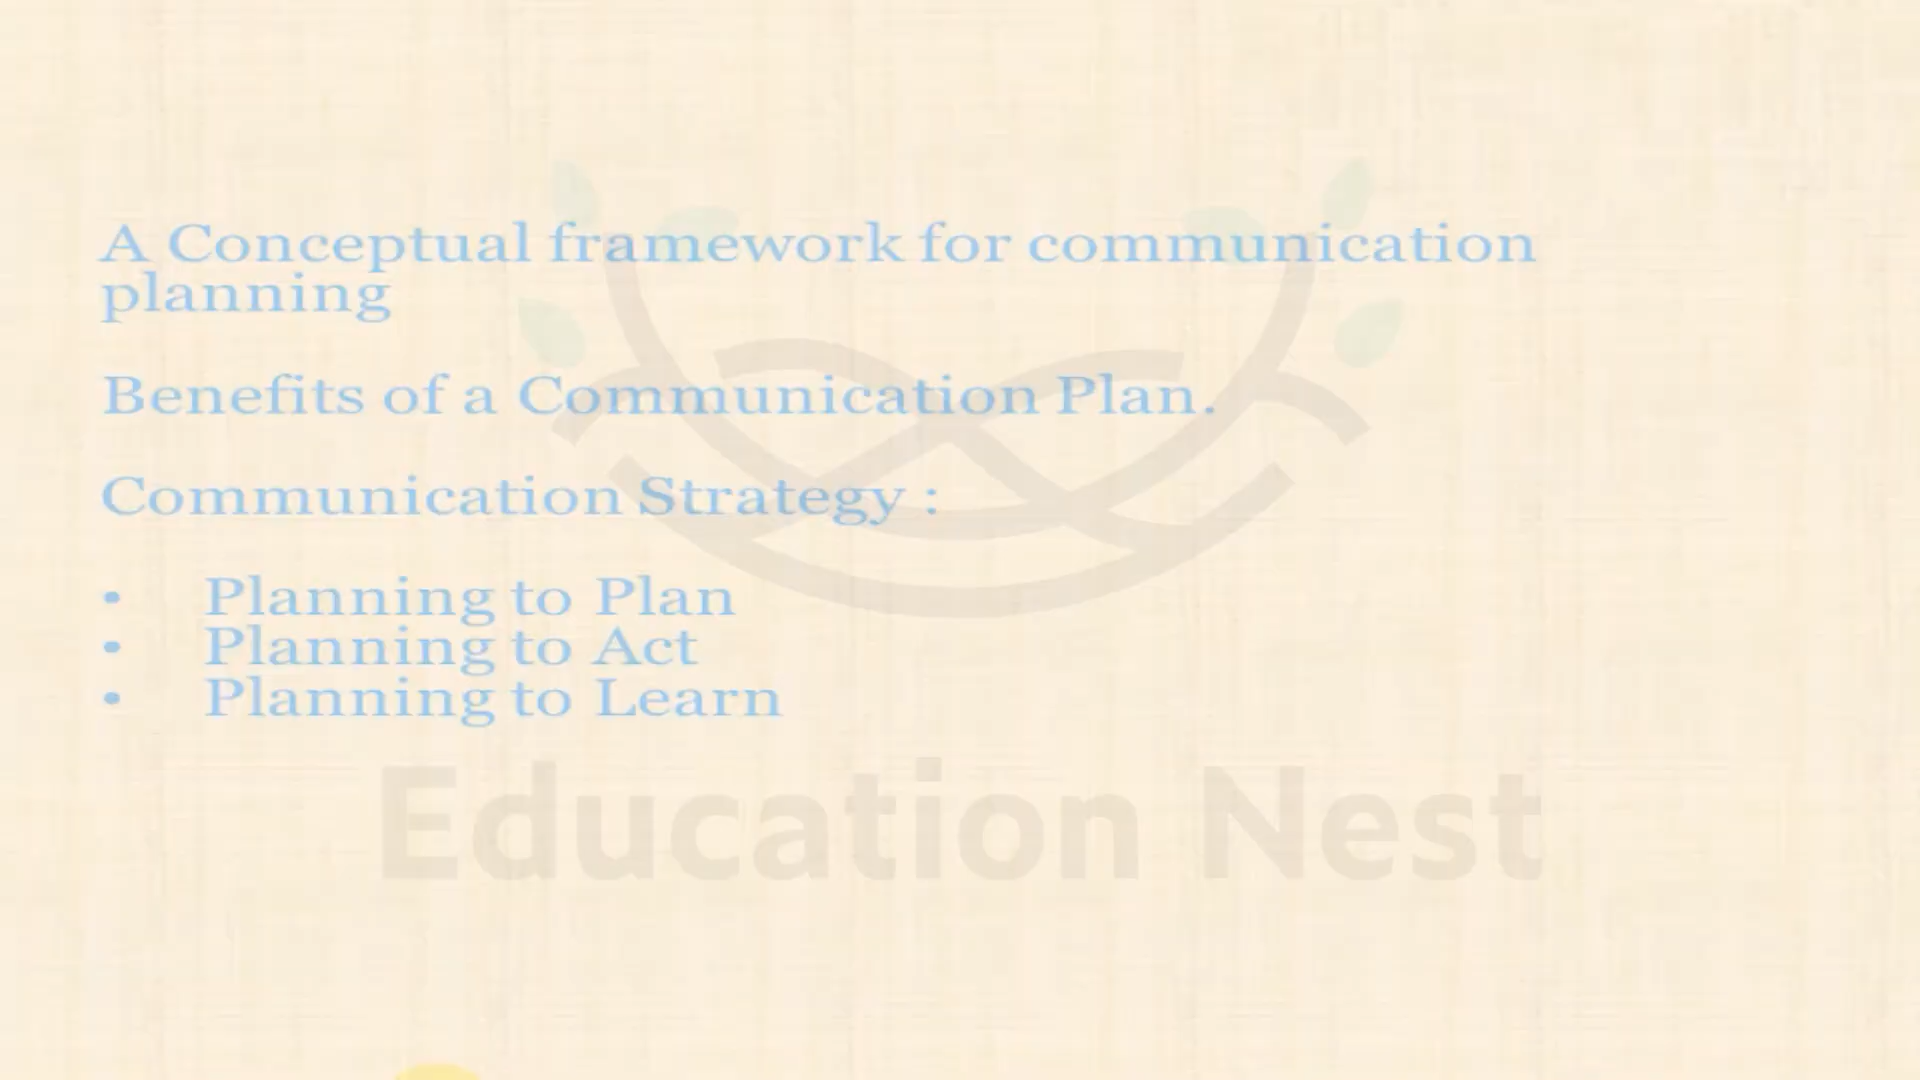 A Conceptual framework for communication
planning
Benefits of a Communication Plan.
Communication Strategy :
• Planning to Plan
• Planning to Act
• Planning to Learn
Education Nest